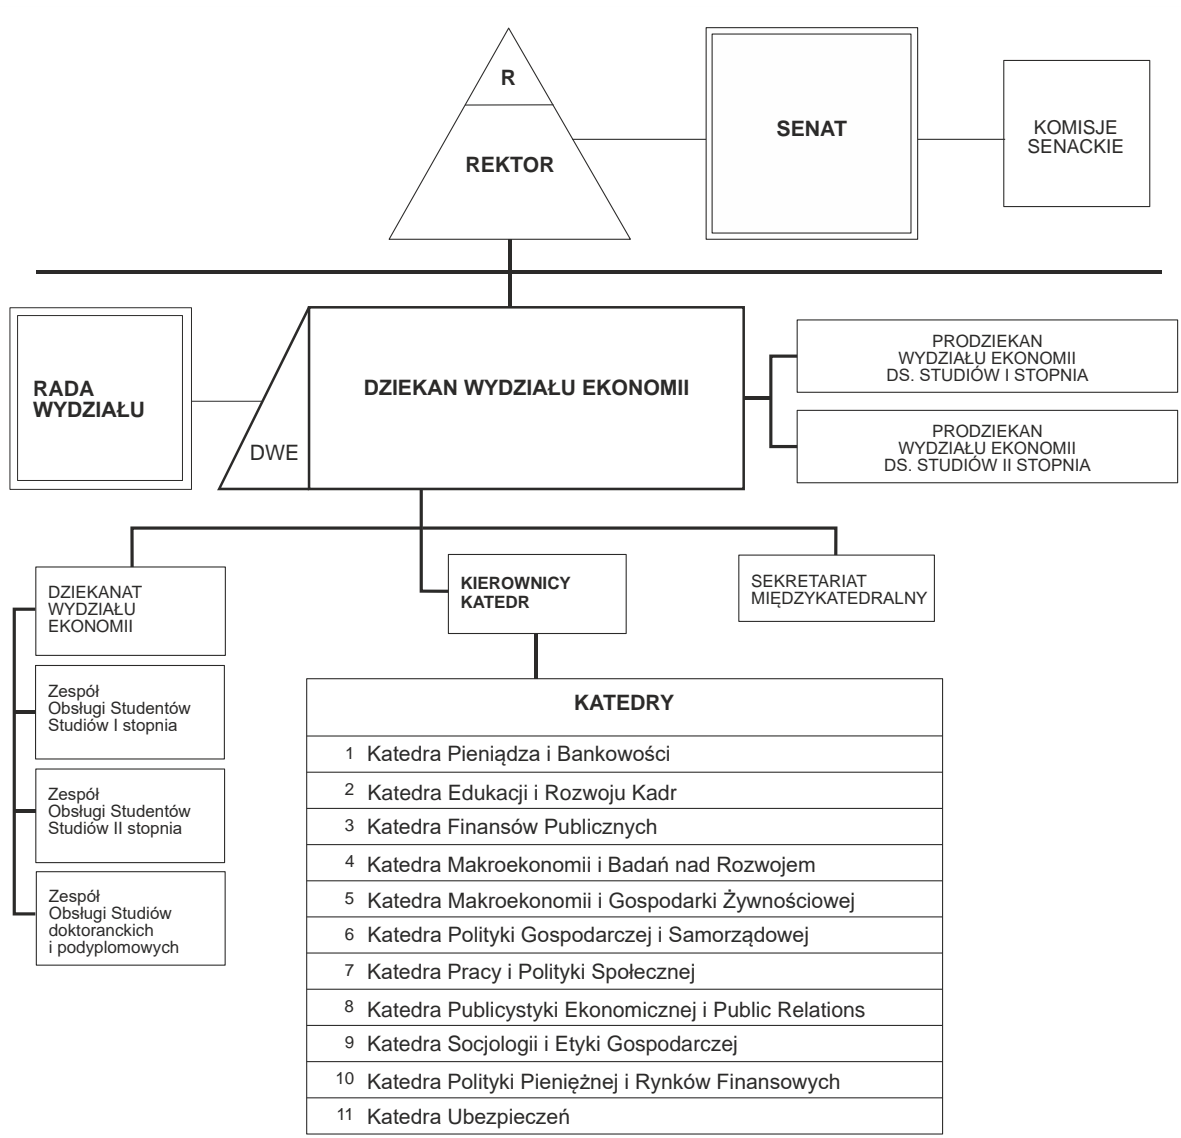 R
REKTOR
SENAT
KOMISJE
SENACKIE
RADA
WYDZIAŁU
DWE
DZIEKAN WYDZIAŁU EKONOMII
PRODZIEKAN
WYDZIAŁU EKONOMII
DS. STUDIÓW I STOPNIA
PRODZIEKAN
WYDZIAŁU EKONOMII
DS. STUDIÓW II STOPNIA
DZIEKANAT
WYDZIAŁU
EKONOMII
Zespół
Obsługi Studentów
Studiów I stopnia
Zespół
Obsługi Studentów
Studiów II stopnia
Zespół
Obsługi Studiów
doktoranckich
i podyplomowych
KIEROWNICY
KATEDR
SEKRETARIAT
MIĘDZYKATEDRALNY
KATEDRY
1 Katedra Pieniądza i Bankowości
2 Katedra Edukacji i Rozwoju Kadr
3 Katedra Finansów Publicznych
4 Katedra Makroekonomii i Badań nad Rozwojem
5 Katedra Makroekonomii i Gospodarki Żywnościowej
6 Katedra Polityki Gospodarczej i Samorządowej
7 Katedra Pracy i Polityki Społecznej
8 Katedra Publicystyki Ekonomicznej i Public Relations
9 Katedra Socjologii i Etyki Gospodarczej
10 Katedra Polityki Pieniężnej i Rynków Finansowych
11 Katedra Ubezpieczeń